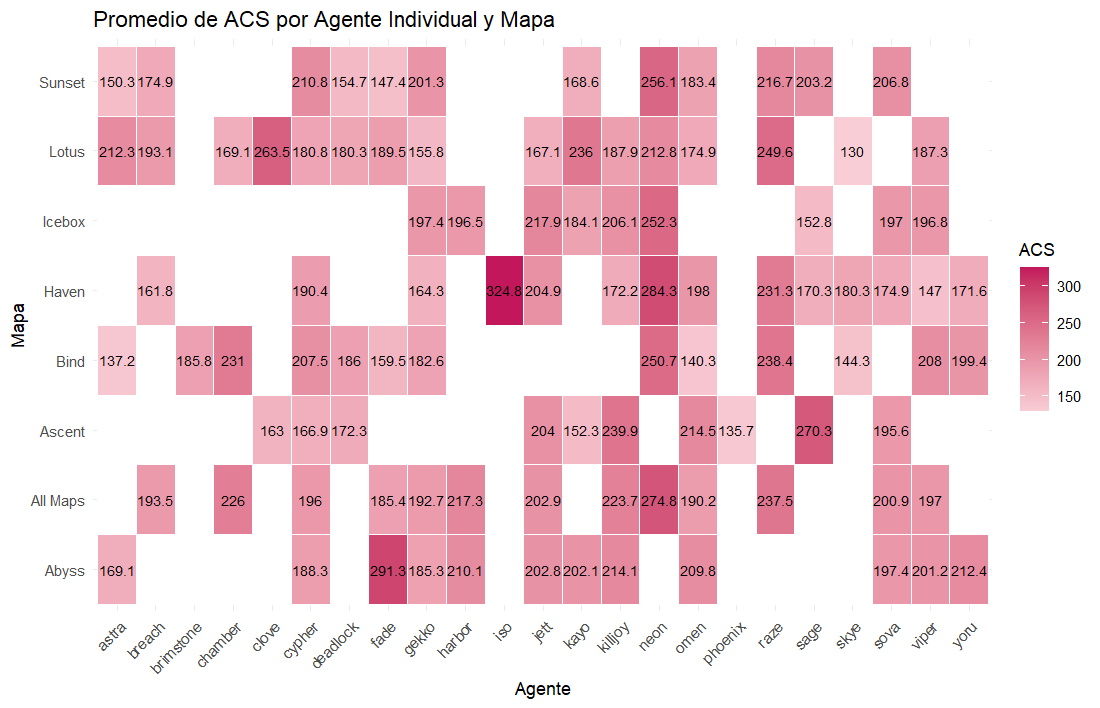 Promedio de ACS por Agente Individual y Mapa
Sunset 150.3 174.9 210.8 154.7 147.4 201.3 168.6 256.1 183.4 216.7 203.2 206.8
Lotus 212.3 193.1 169.1 263.5 180.8 180.3 189.5 155.8 167.1 236 187.9 212.8 174.9 249.6 130 187.3
Icebox 197.4 196.5 217.9 184.1 206.1 252.3 152.8 197 196.8
Haven 161.8 190.4 164.3 324.8 204.9 172.2 284.3 198 231.3 170.3 180.3 174.9 147 171.6
Bind 137.2 185.8 231 207.5 186 159.5 182.6 250.7 140.3 238.4 144.3 208 199.4
Ascent 163 166.9 172.3 204 152.3 239.9 214.5 135.7 270.3 195.6
All Maps 193.5 226 196 185.4 192.7 217.3 202.9 223.7 274.8 190.2 237.5 200.9 197
Abyss 169.1 188.3 291.3 185.3 210.1 202.8 202.1 214.1 209.8 197.4 201.2 212.4
astra breach brimstone chamber clove cypher deadlock fade gekko harbor iso jett kayo killjoy neon omen phoenix raze sage skye sova viper yoru
Agente
Mapa
ACS
300
250
200
150